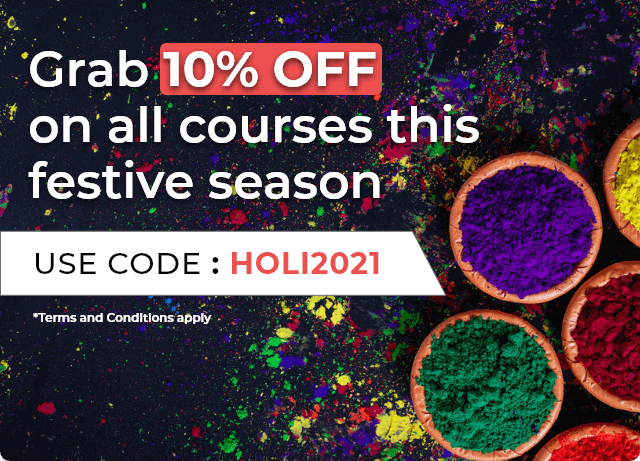 Grab 10% OFF
on all courses this
festive season
USE CODE : HOLI2021
*Terms and Conditions apply